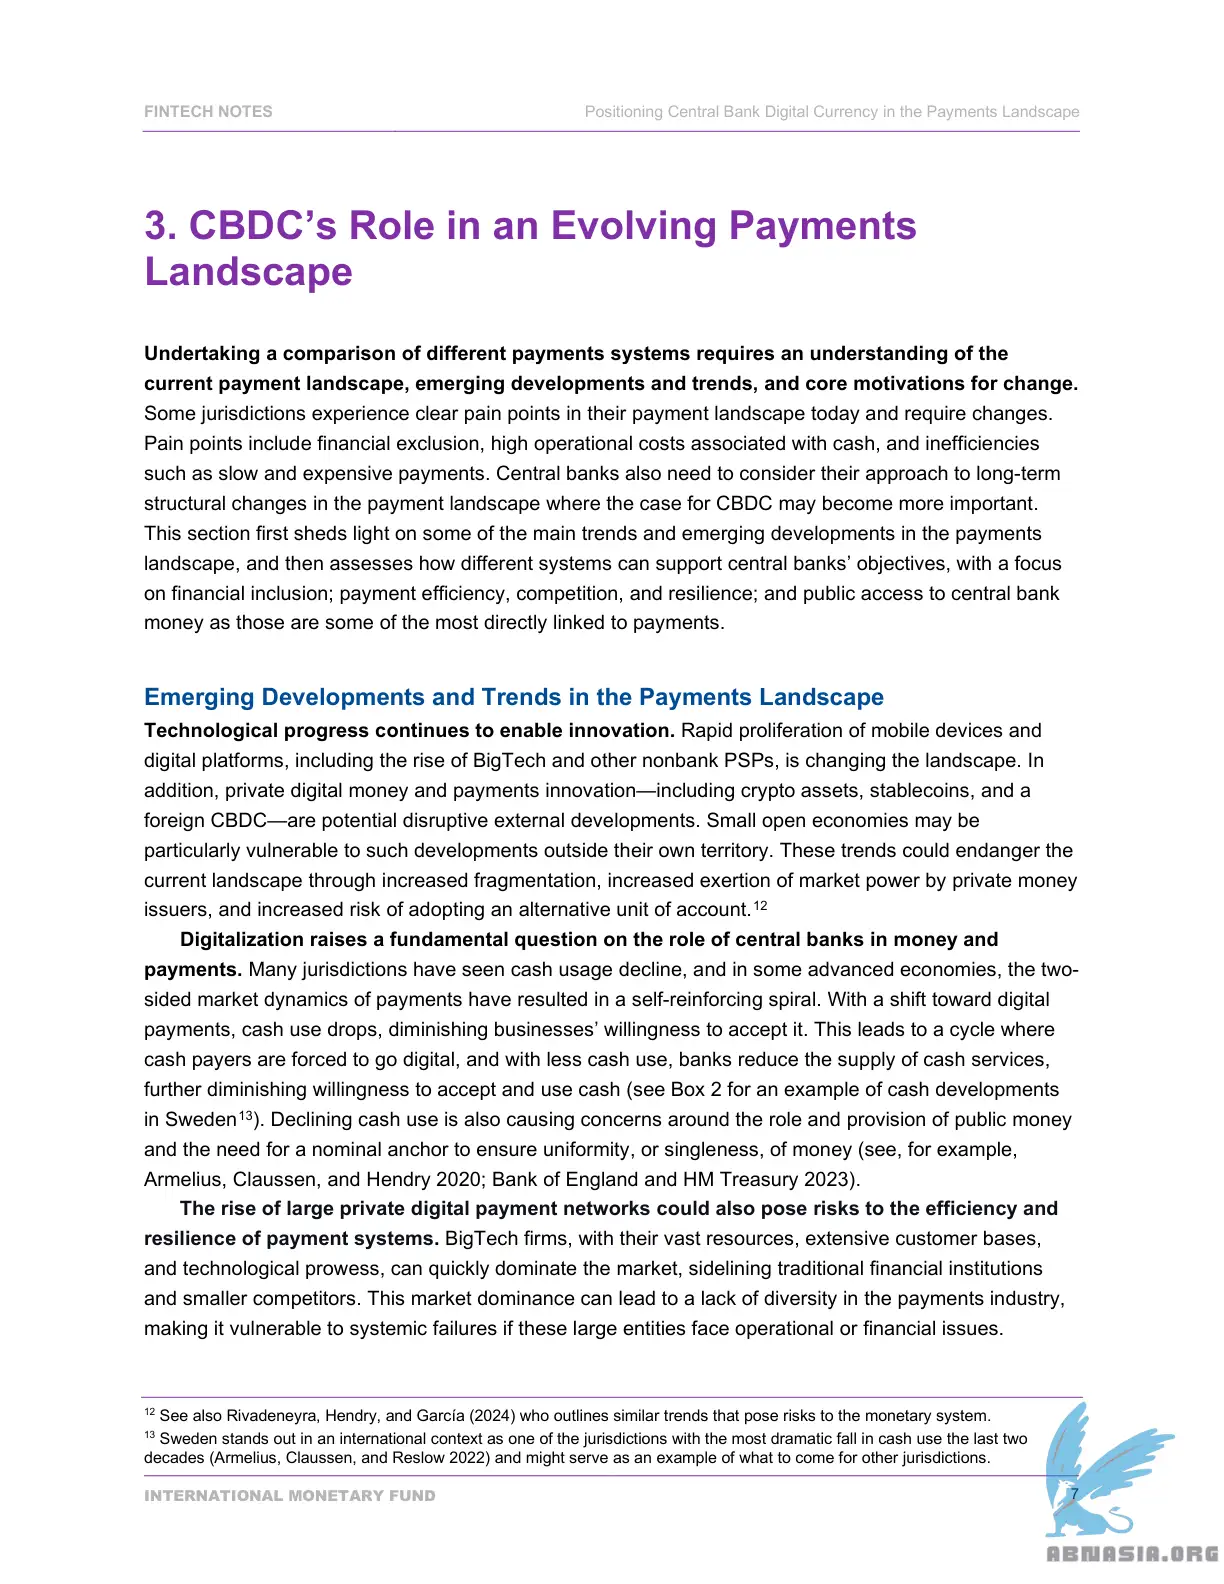 FINTECH NOTES Positioning Central Bank Digital Currency in the Payments Landscape
3. CBDC’s Role in an Evolving Payments
Landscape
Undertaking a comparison of different payments systems requires an understanding of the
current payment landscape, emerging developments and trends, and core motivations for change.
Some jurisdictions experience clear pain points in their payment landscape today and require changes.
Pain points include financial exclusion, high operational costs associated with cash, and inefficiencies
such as slow and expensive payments. Central banks also need to consider their approach to long-term
structural changes in the payment landscape where the case for CBDC may become more important.
This section first sheds light on some of the main trends and emerging developments in the payments
landscape, and then assesses how different systems can support central banks’ objectives, with a focus
on financial inclusion; payment efficiency, competition, and resilience; and public access to central bank
money as those are some of the most directly linked to payments.
Emerging Developments and Trends in the Payments Landscape
Technological progress continues to enable innovation. Rapid proliferation of mobile devices and
digital platforms, including the rise of BigTech and other nonbank PSPs, is changing the landscape. In
addition, private digital money and payments innovation—including crypto assets, stablecoins, and a
foreign CBDC—are potential disruptive external developments. Small open economies may be
particularly vulnerable to such developments outside their own territory. These trends could endanger the
current landscape through increased fragmentation, increased exertion of market power by private money
issuers, and increased risk of adopting an alternative unit of account.12
Digitalization raises a fundamental question on the role of central banks in money and
payments. Many jurisdictions have seen cash usage decline, and in some advanced economies, the two-
sided market dynamics of payments have resulted in a self-reinforcing spiral. With a shift toward digital
payments, cash use drops, diminishing businesses’ willingness to accept it. This leads to a cycle where
cash payers are forced to go digital, and with less cash use, banks reduce the supply of cash services,
further diminishing willingness to accept and use cash (see Box 2 for an example of cash developments
in Sweden13). Declining cash use is also causing concerns around the role and provision of public money
and the need for a nominal anchor to ensure uniformity, or singleness, of money (see, for example,
Armelius, Claussen, and Hendry 2020; Bank of England and HM Treasury 2023).
The rise of large private digital payment networks could also pose risks to the efficiency and
resilience of payment systems. BigTech firms, with their vast resources, extensive customer bases,
and technological prowess, can quickly dominate the market, sidelining traditional financial institutions
and smaller competitors. This market dominance can lead to a lack of diversity in the payments industry,
making it vulnerable to systemic failures if these large entities face operational or financial issues.
12 See also Rivadeneyra, Hendry, and García (2024) who outlines similar trends that pose risks to the monetary system.
13 Sweden stands out in an international context as one of the jurisdictions with the most dramatic fall in cash use the last two
decades (Armelius, Claussen, and Reslow 2022) and might serve as an example of what to come for other jurisdictions.
INTERNATIONAL MONETARY FUND 7
ABNASIA.ORG